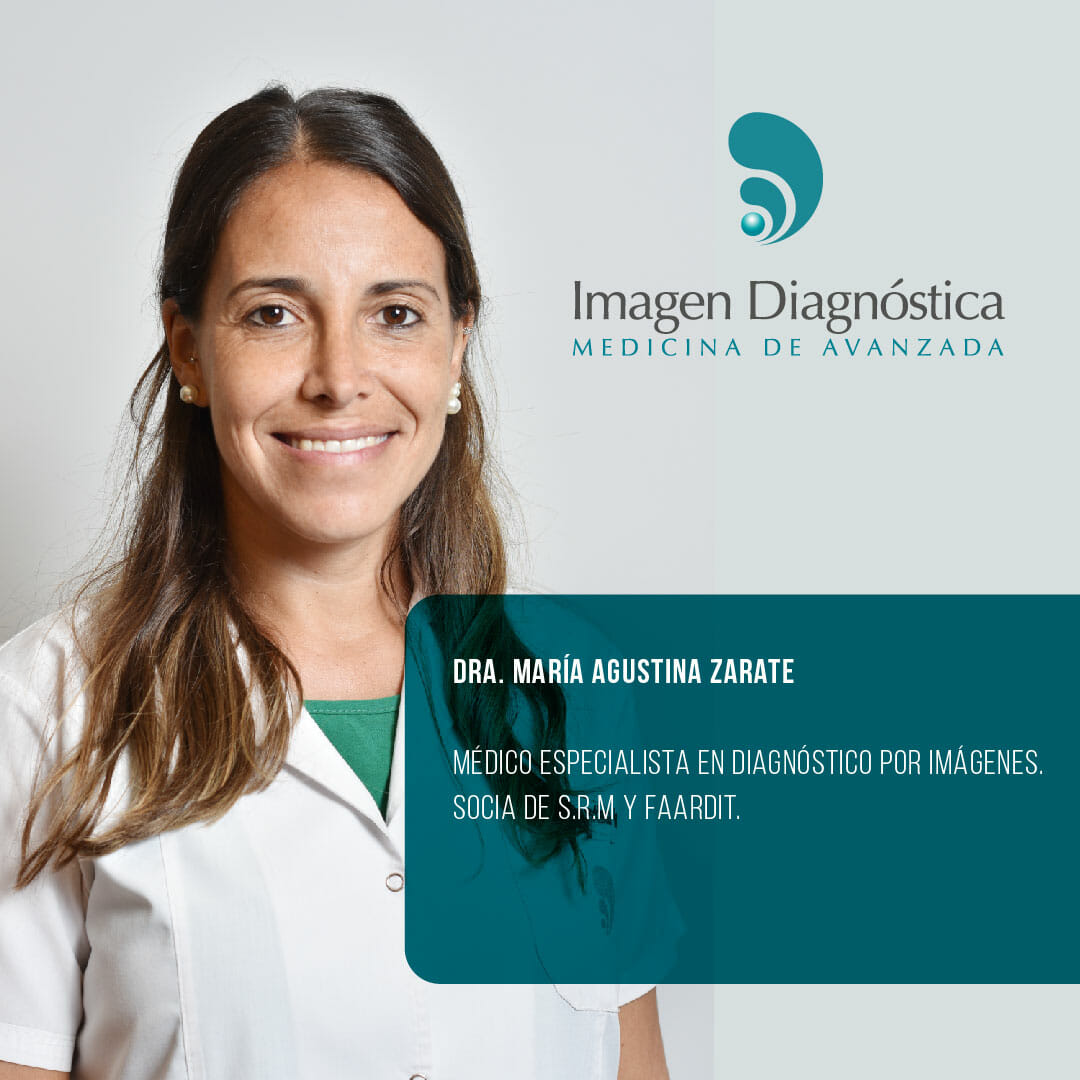 Imagen Diagnóstica
MEDICINA DE AVANZADA
DRA. MARÍA AGUSTINA ZARATE
MÉDICO ESPECIALISTA EN DIAGNÓSTICO POR IMÁGENES.
SOCIA DE S.R.M Y FAARDIT.